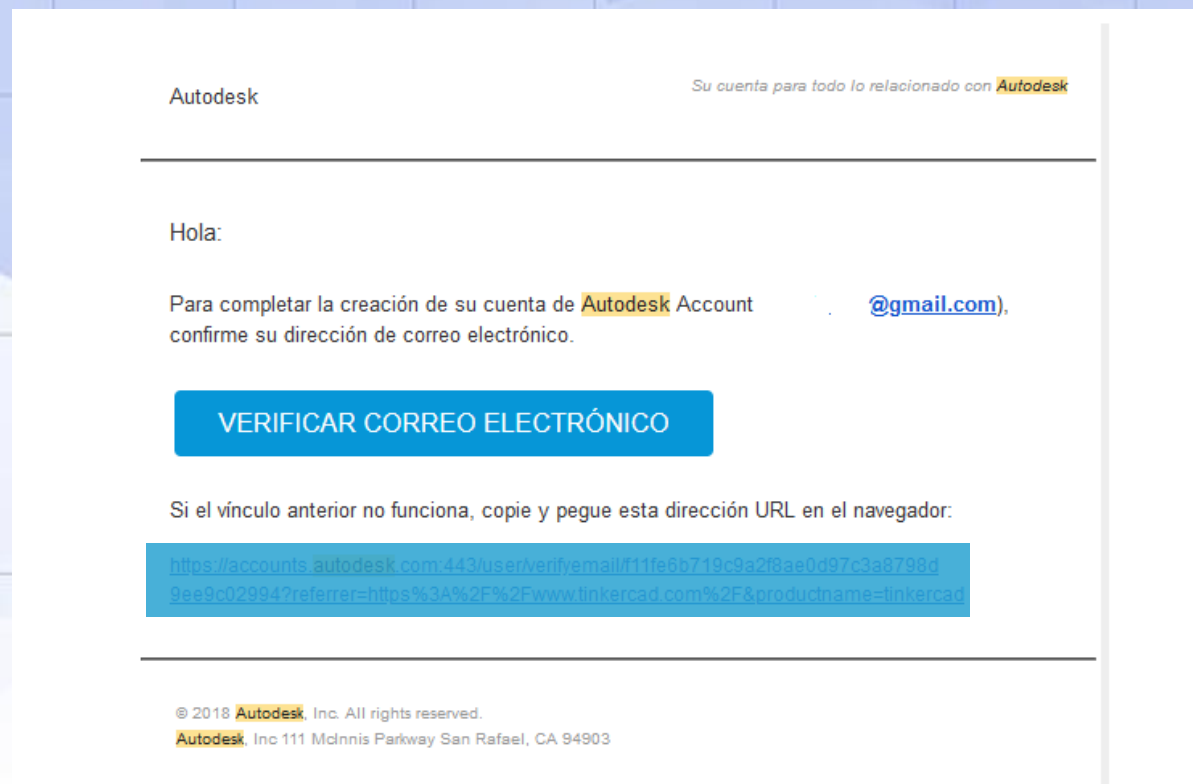 Autodesk
Su cuenta para todo lo relacionado con Autodesk
Hola:
Para completar la creación de su cuenta de Autodesk Account @gmail.com),
confirme su dirección de correo electrónico.
VERIFICAR CORREO ELECTRÓNICO
Si el vínculo anterior no funciona, copie y pegue esta dirección URL en el navegador:
https://accounts.autodesk.com:443/user/verifyemail/f11fe6b719c9a2f8ae0d97c3a8798d
9ee9c02994?referrer=https%3A%2F%2Fwww.tinkercad.com%2F&productname=tinkercad
© 2018 Autodesk, Inc. All rights reserved.
Autodesk, Inc 111 McInnis Parkway San Rafael, CA 94903